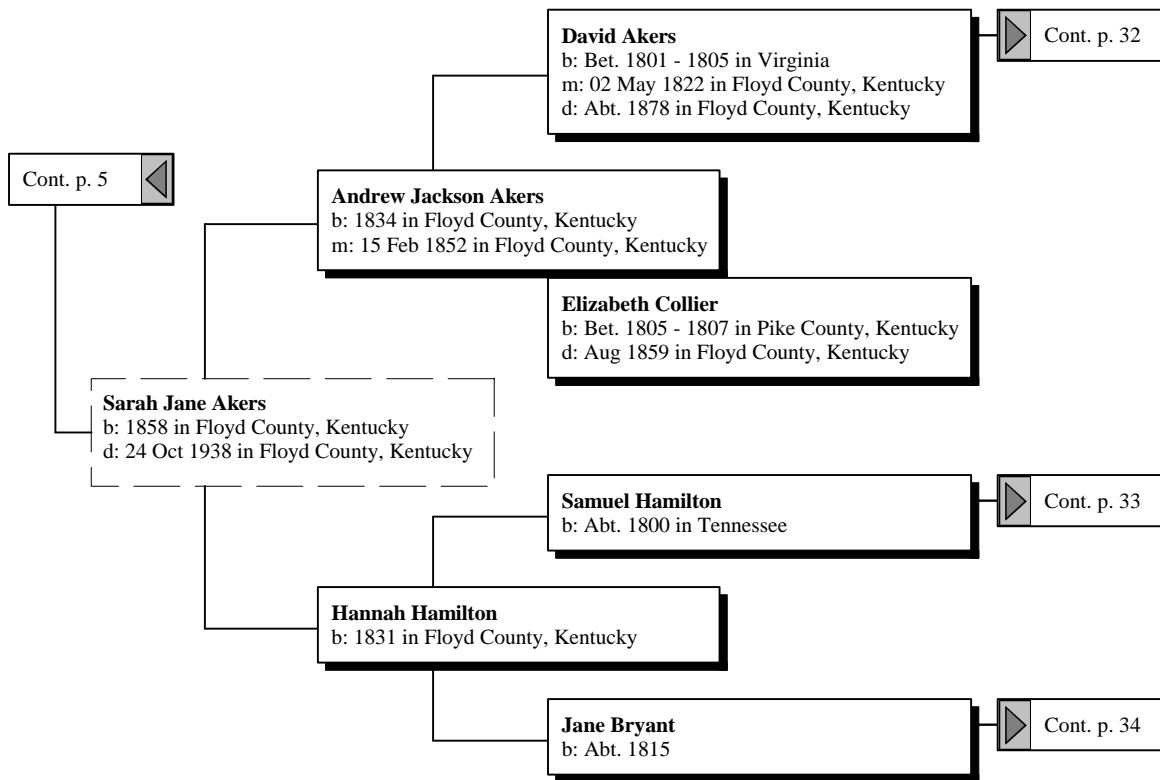 David Akers
b: Bet. 1801 - 1805 in Virginia
m: 02 May 1822 in Floyd County, Kentucky
d: Abt. 1878 in Floyd County, Kentucky
Cont. p. 32
Cont. p. 5
Andrew Jackson Akers
b: 1834 in Floyd County, Kentucky
m: 15 Feb 1852 in Floyd County, Kentucky
Elizabeth Collier
b: Bet. 1805 - 1807 in Pike County, Kentucky
d: Aug 1859 in Floyd County, Kentucky
Sarah Jane Akers
b: 1858 in Floyd County, Kentucky
d: 24 Oct 1938 in Floyd County, Kentucky
Samuel Hamilton
b: Abt. 1800 in Tennessee
Cont. p. 33
Hannah Hamilton
b: 1831 in Floyd County, Kentucky
Jane Bryant
b: Abt. 1815
Cont. p. 34